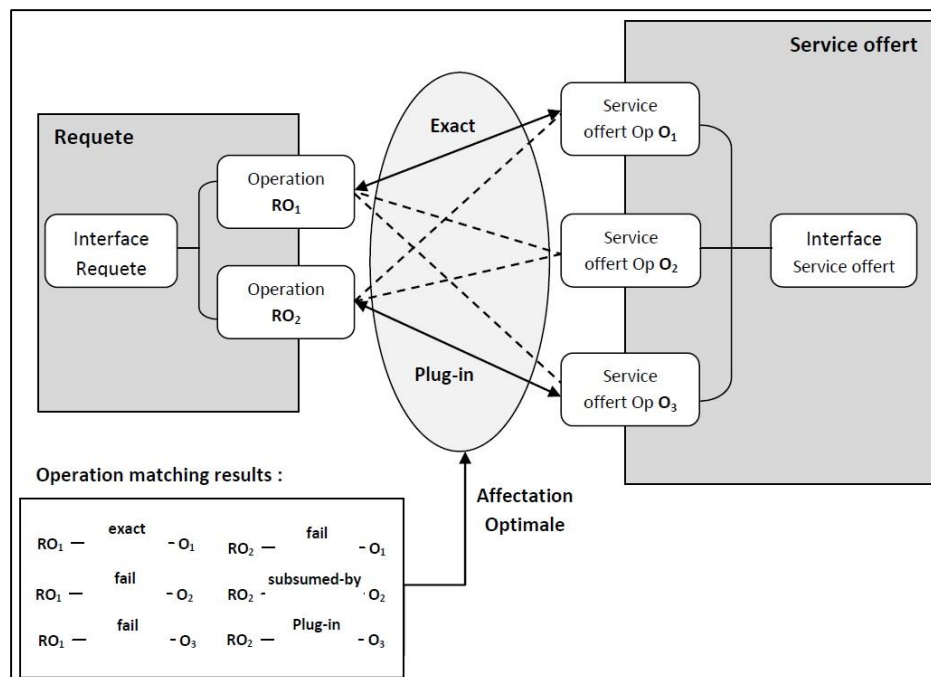 Service offert
Requete
Exact
Service
offert Op O₁
Operation
RO₁
Interface
Requete
Operation
RO₂
Service
offert Op O₂
Interface
Service offert
Plug-in
Service
offert Op O₃
Operation matching results :
Affectation
Optimale
RO₁ — exact - O₁
RO₂ — fail - O₁
RO₁ — fail - O₂
RO₂ - subsumed-by O₂
RO₁ — fail - O₃
RO₂ — Plug-in - O₃